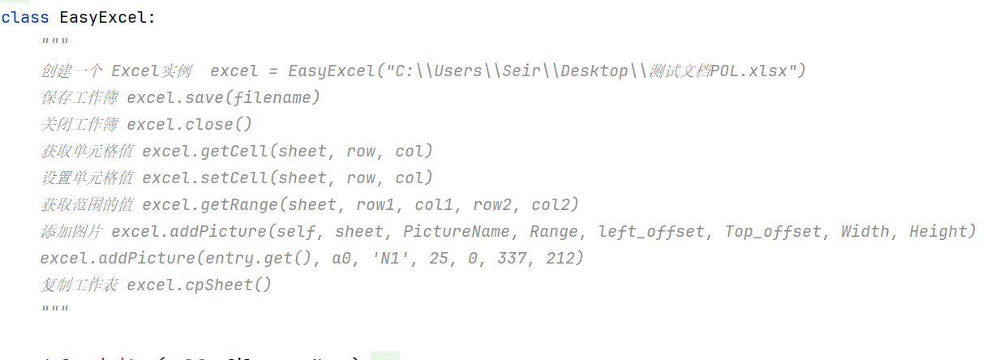 class EasyExcel:
"""
创建一个 Excel实例  excel = EasyExcel("C:\\Users\\Seir\\Desktop\\测试文档POL.xlsx")
保存工作簿 excel.save(filename)
关闭工作簿 excel.close()
获取单元格值 excel.getCell(sheet, row, col)
设置单元格值 excel.setCell(sheet, row, col)
获取范围的值 excel.getRange(sheet, row1, col1, row2, col2)
添加图片 excel.addPicture(self, sheet, PictureName, Range, left_offset, Top_offset, Width, Height)
excel.addPicture(entry.get(), a0, 'N1', 25, 0, 337, 212)
复制工作表 excel.cpSheet()
"""